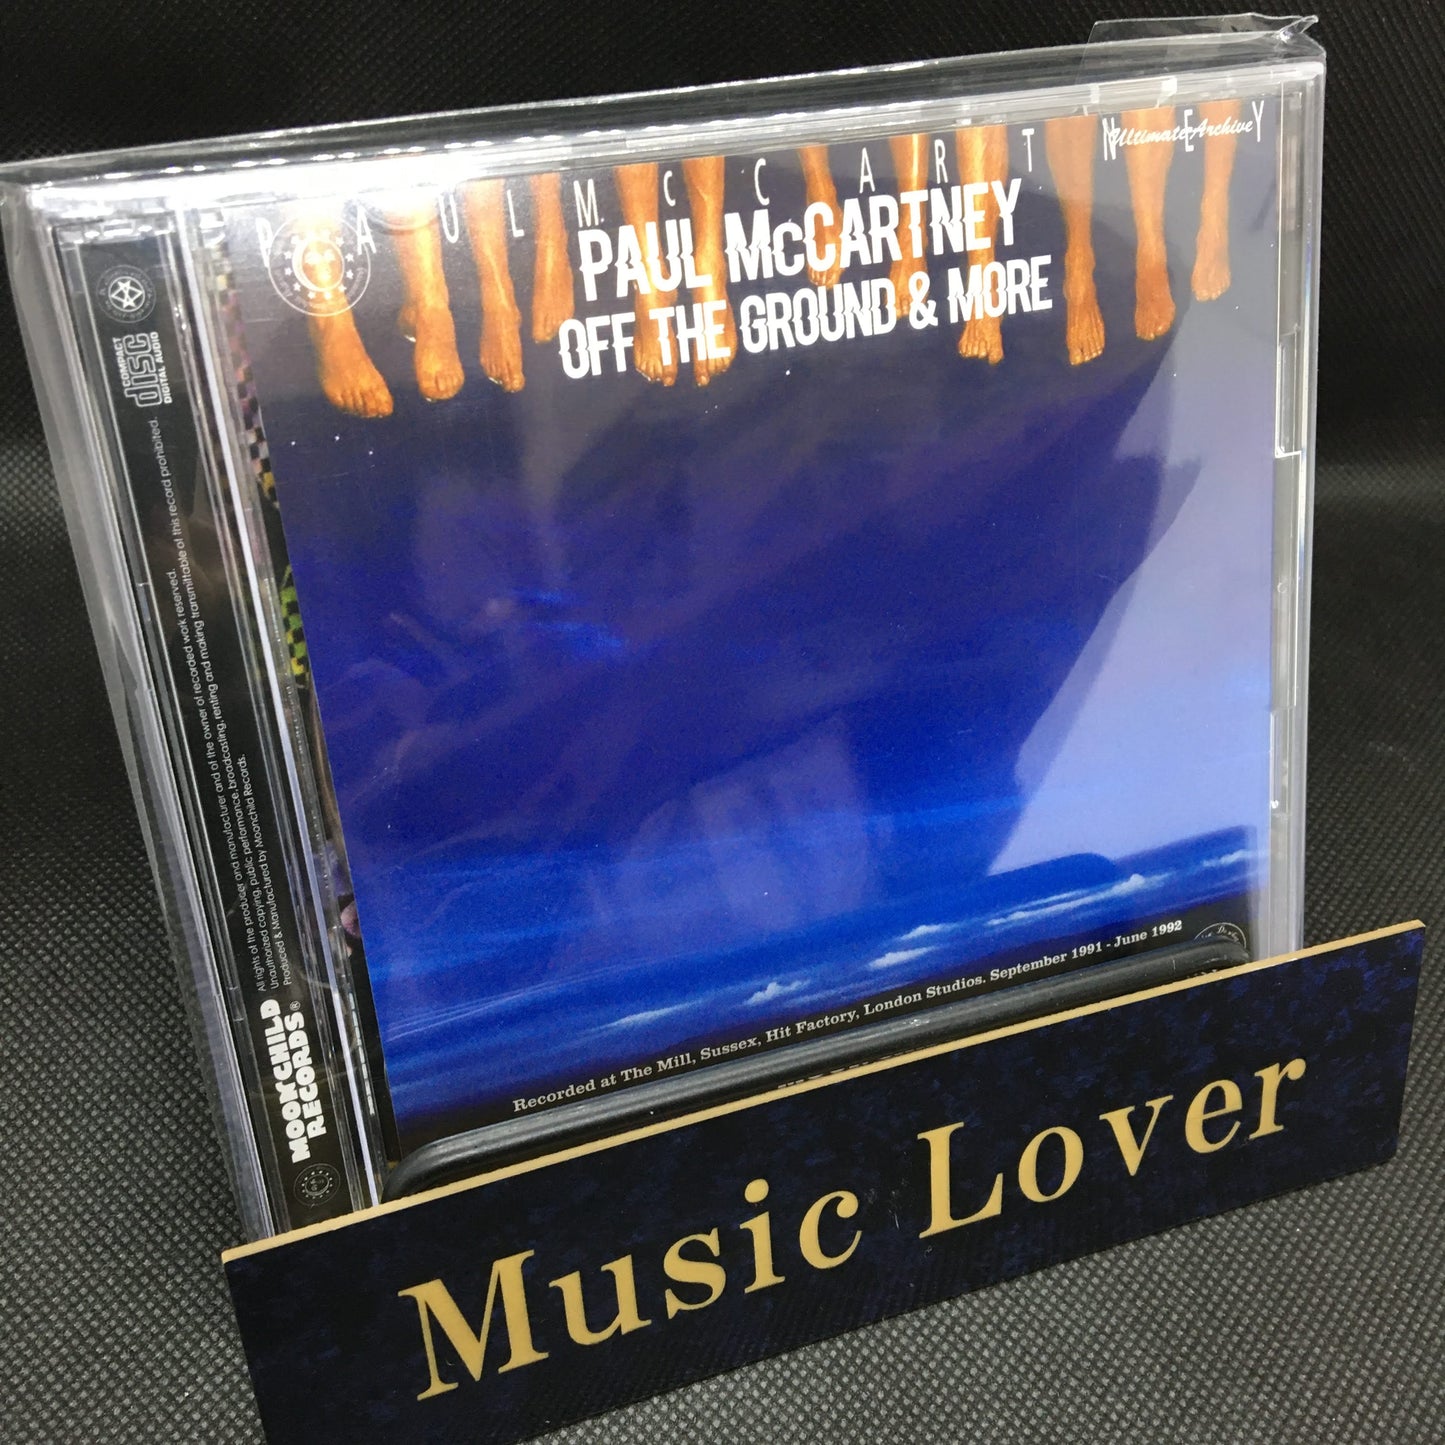 PAUL McCARTNEY
Ultimate Archive
PAUL McCARTNEY
OFF THE GROUND & MORE
COMPACT
disc
DIGITAL AUDIO
All rights of the producer and manufacturer and of the owner of recorded work reserved.
Unauthorized copying, public performance, broadcasting, renting and making transmittable of this record prohibited.
Produced & Manufactured by Moonchild Records.
MOONCHILD
RECORDS®
Recorded at The Mill, Sussex, Hit Factory, London Studios. September 1991 - June 1992
Music Lover